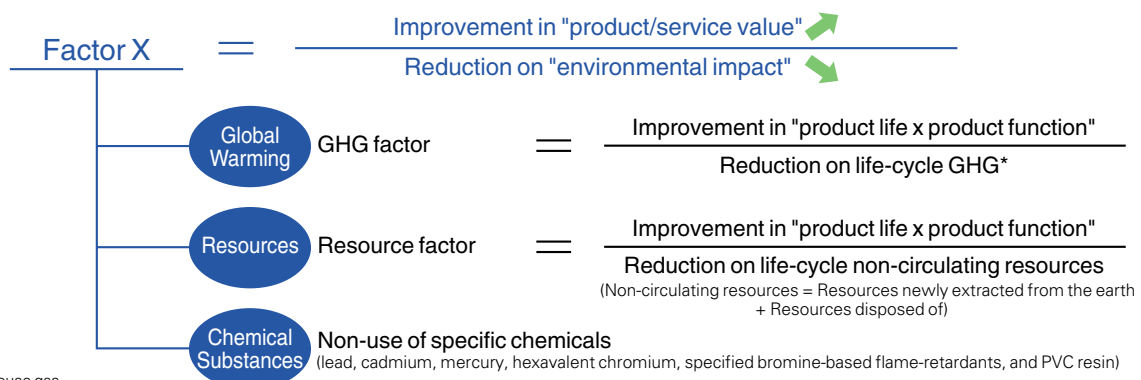 Improvement in "product/service value"
Factor X =
Reduction on "environmental impact"
Global
Warming
GHG factor =
Improvement in "product life x product function"
Reduction on life-cycle GHG*
Resources
Resource factor =
Improvement in "product life x product function"
Reduction on life-cycle non-circulating resources
(Non-circulating resources = Resources newly extracted from the earth
+ Resources disposed of)
Chemical
Substances
Non-use of specific chemicals
(lead, cadmium, mercury, hexavalent chromium, specified bromine-based flame-retardants, and PVC resin)